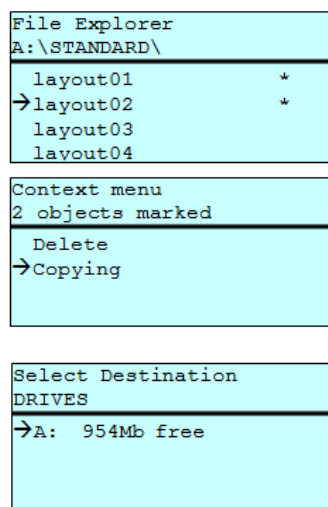 File Explorer
A:\STANDARD\
layout01 *
→layout02 *
layout03
layout04
Context menu
2 objects marked
Delete
→Copying
Select Destination
DRIVES
→A: 954Mb free